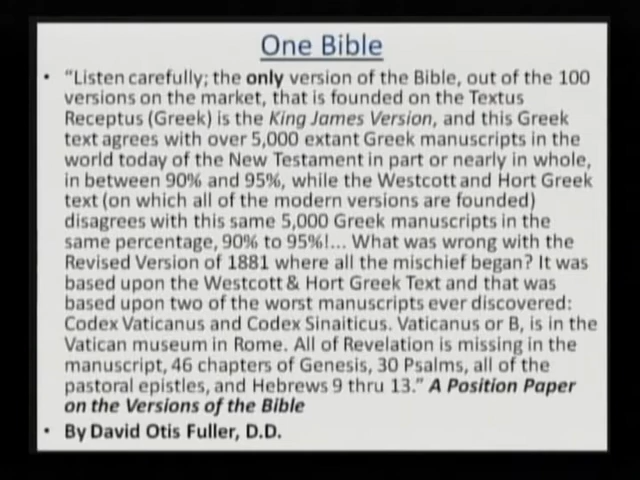 One Bible
• “Listen carefully; the only version of the Bible, out of the 100
versions on the market, that is founded on the Textus
Receptus (Greek) is the King James Version, and this Greek
text agrees with over 5,000 extant Greek manuscripts in the
world today of the New Testament in part or nearly in whole,
in between 90% and 95%, while the Westcott and Hort Greek
text (on which all of the modern versions are founded)
disagrees with this same 5,000 Greek manuscripts in the
same percentage, 90% to 95%!... What was wrong with the
Revised Version of 1881 where all the mischief began? It was
based upon the Westcott & Hort Greek Text and that was
based upon two of the worst manuscripts ever discovered:
Codex Vaticanus and Codex Sinaiticus. Vaticanus or B, is in the
Vatican museum in Rome. All of Revelation is missing in the
manuscript, 46 chapters of Genesis, 30 Psalms, all of the
pastoral epistles, and Hebrews 9 thru 13.” A Position Paper
on the Versions of the Bible
• By David Otis Fuller, D.D.